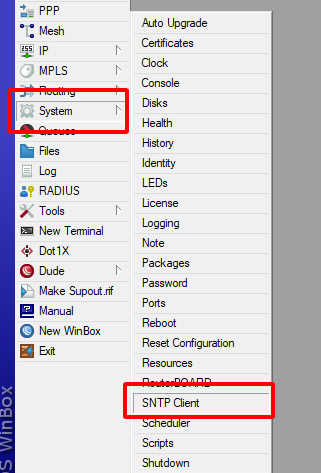 PPP
Mesh
IP
MPLS
Routing
System
Queues
Files
Log
RADIUS
Tools
New Terminal
Dot1X
Dude
Make Supout.rif
Manual
New WinBox
Exit
Auto Upgrade
Certificates
Clock
Console
Disks
Health
History
Identity
LEDs
License
Logging
Note
Packages
Password
Ports
Reboot
Reset Configuration
Resources
RouterBOARD
SNTP Client
Scheduler
Scripts
Shutdown
S WinBox